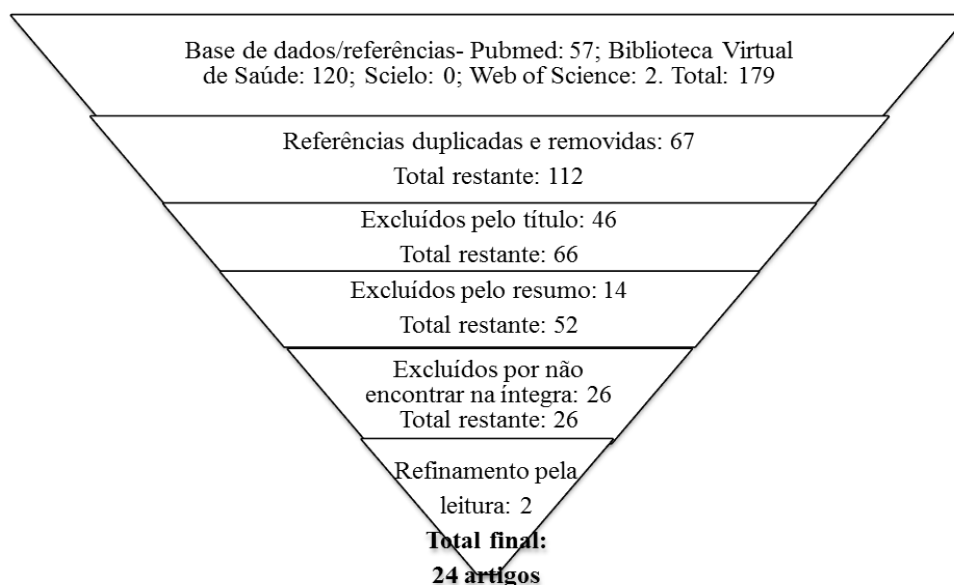 Base de dados/referências- Pubmed: 57; Biblioteca Virtual
de Saúde: 120; Scielo: 0; Web of Science: 2. Total: 179
Referências duplicadas e removidas: 67
Total restante: 112
Excluídos pelo título: 46
Total restante: 66
Excluídos pelo resumo: 14
Total restante: 52
Excluídos por não
encontrar na íntegra: 26
Total restante: 26
Refinamento pela
leitura: 2
Total final:
24 artigos